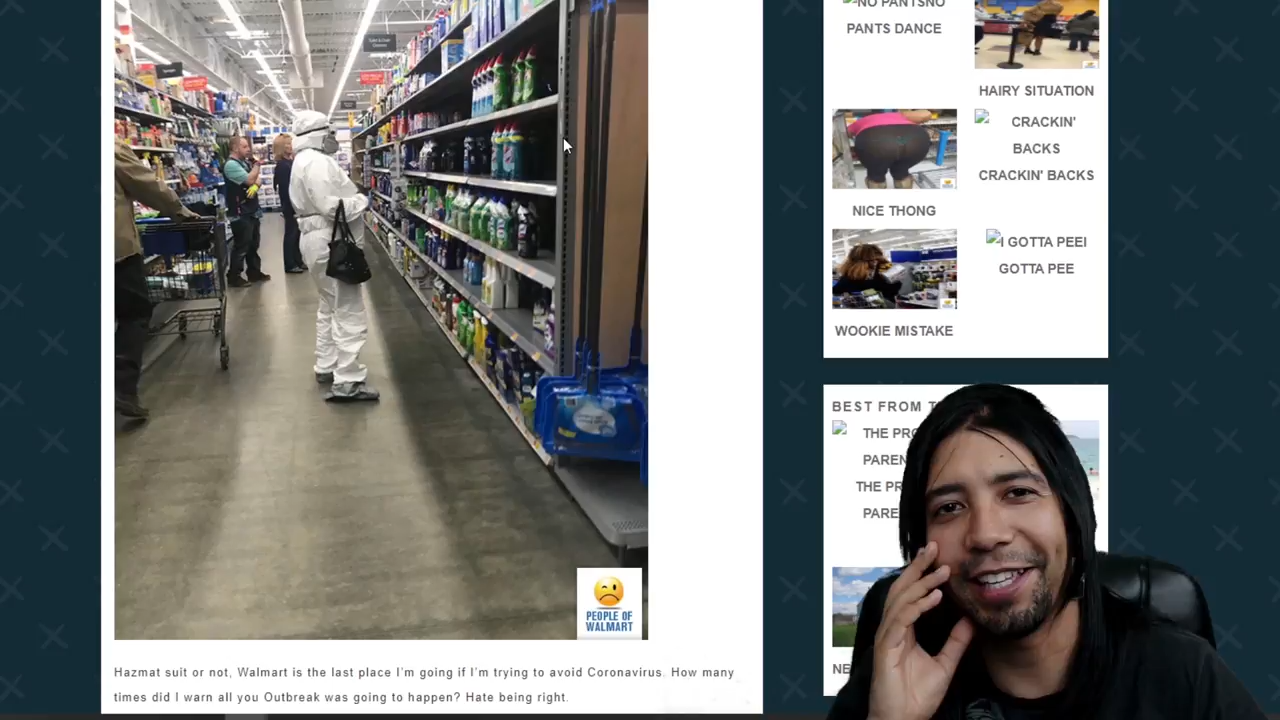 PEOPLE OF
WALMART
Hazmat suit or not, Walmart is the last place I'm going if I'm trying to avoid Coronavirus. How many
times did I warn all you Outbreak was going to happen? Hate being right.
NO PANTSNO
PANTS DANCE
HAIRY SITUATION
NICE THONG
CRACKIN'
BACKS
CRACKIN' BACKS
WOOKIE MISTAKE
I GOTTA PEEI
GOTTA PEE
BEST FROM
THE
PAREN
THE
PARE
NE